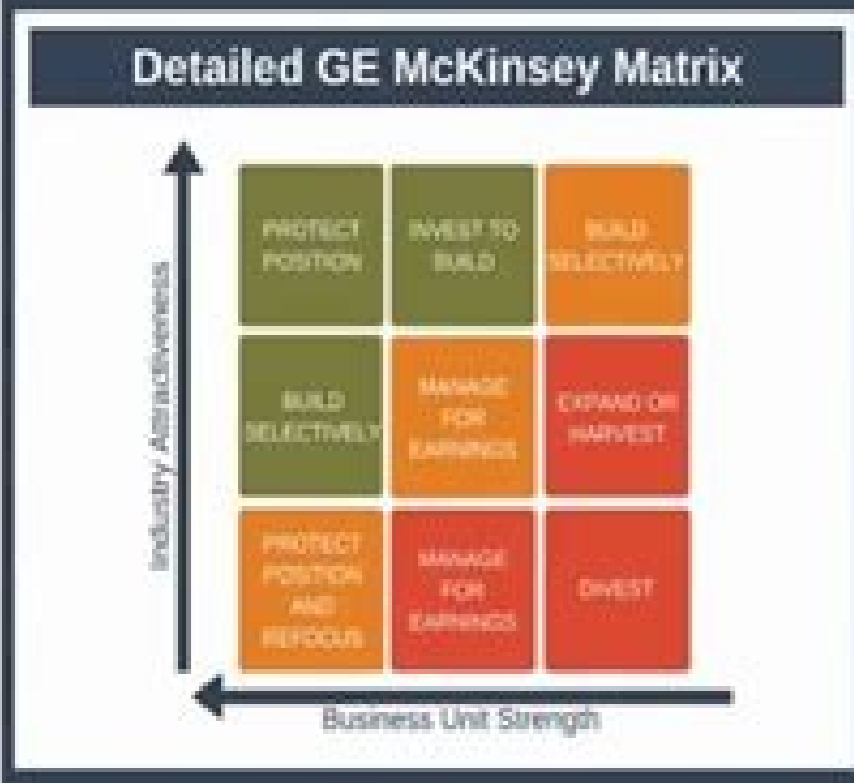 Detailed GE McKinsey Matrix
Industry Attractiveness
PROTECT
POSITION
INVEST TO
BUILD
BUILD
SELECTIVELY
BUILD
SELECTIVELY
MANAGE
FOR
EARNINGS
EXPAND OR
HARVEST
PROTECT
POSITION
AND
REFOCUS
MANAGE
FOR
EARNINGS
DIVEST
Business Unit Strength